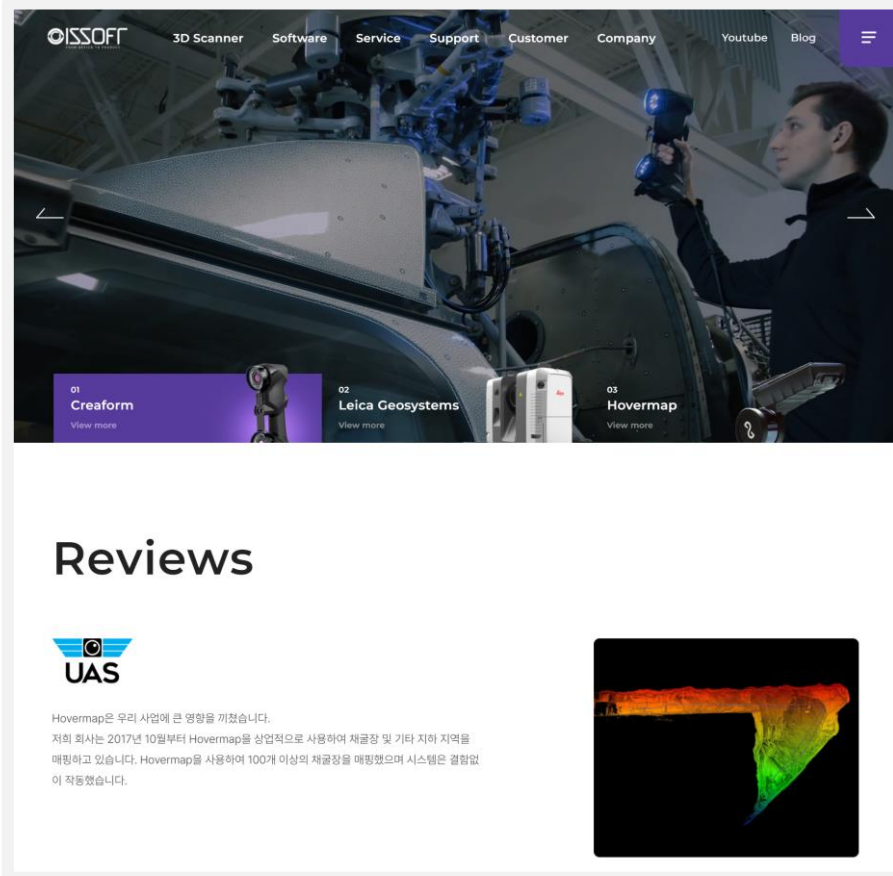 OISSOFT
3D Scanner Software Service Support Customer Company Youtube Blog
01
Creaform
View more
02
Leica Geosystems
View more
03
Hovermap
View more
Reviews
UAS
Hovermap은 우리 사업에 큰 영향을 끼쳤습니다.
저희 회사는 2017년 10월부터 Hovermap을 상업적으로 사용하여 채굴장 및 기타 지하 지역을
매핑하고 있습니다. Hovermap을 사용하여 100개 이상의 채굴장을 매핑했으며 시스템은 결함없
이 작동했습니다.